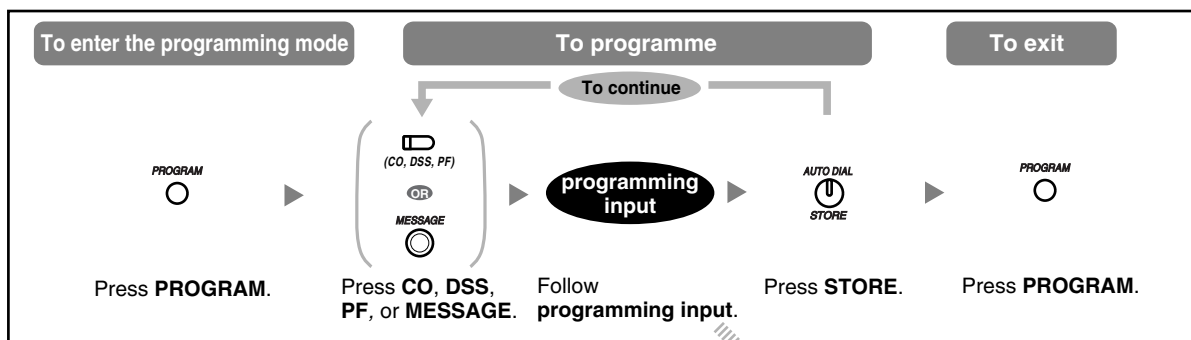 To enter the programming mode
To programme
To exit
To continue
PROGRAM
(CO, DSS, PF)
OR
MESSAGE
programming
input
AUTO DIAL
STORE
PROGRAM
Press PROGRAM.
Press CO, DSS,
PF, or MESSAGE.
Follow
programming input.
Press STORE.
Press PROGRAM.